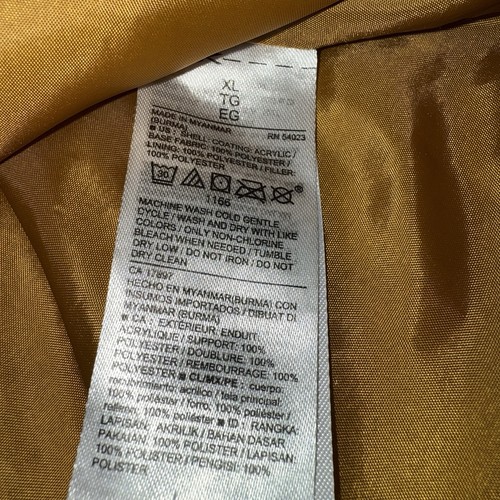 XL
TG
EG
MADE IN MYANMAR
(BURMA) RN 54023
■ US : SHELL: COATING: ACRYLIC /
BASE FABRIC: 100% POLYESTER /
LINING: 100% POLYESTER / FILLER:
100% POLYESTER
30
1166
MACHINE WASH COLD GENTLE
CYCLE / WASH AND DRY WITH LIKE
COLORS / ONLY NON-CHLORINE
BLEACH WHEN NEEDED / TUMBLE
DRY LOW / DO NOT IRON / DO NOT
DRY CLEAN
CA 17897
HECHO EN MYANMAR(BURMA) CON
INSUMOS IMPORTADOS / DIBUAT DI
MYANMAR (BURMA)
■ CA : EXTÉRIEUR: ENDUIT:
ACRYLIQUE / SUPPORT: 100%
POLYESTER / DOUBLURE: 100%
POLYESTER / REMBOURRAGE: 100%
POLYESTER ■ CL/MX/PE : cuerpo:
recubrimiento: acrílico / tela principal:
100% poliéster / forro: 100% poliéster /
relleno: 100% poliéster ■ ID : RANGKA:
LAPISAN: AKRILIK / BAHAN DASAR
PAKAIAN: 100% POLIESTER / LAPISAN:
100% POLIESTER / PENGISI: 100%
POLIESTER